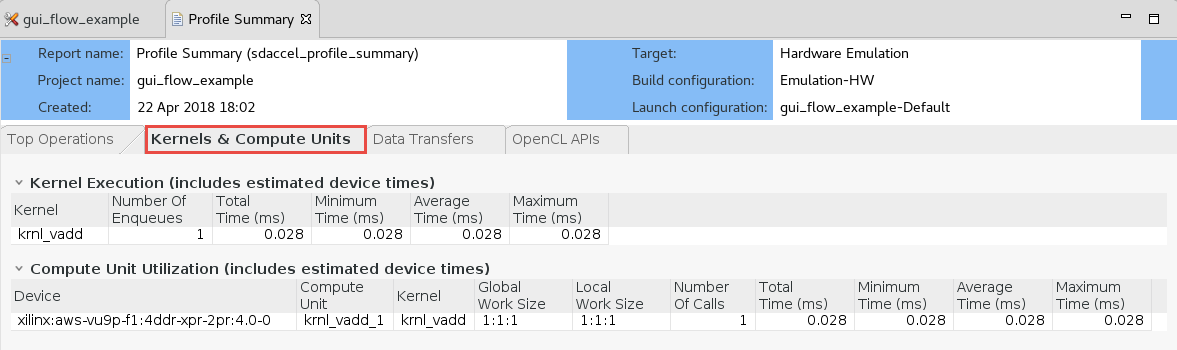 gui_flow_example Profile Summary
Report name: Profile Summary (sdaccel_profile_summary) Target: Hardware Emulation
Project name: gui_flow_example Build configuration: Emulation-HW
Created: 22 Apr 2018 18:02 Launch configuration: gui_flow_example-Default
Top Operations Kernels & Compute Units Data Transfers OpenCL APIs
Kernel Execution (includes estimated device times)
Kernel Number Of Enqueues Total Time (ms) Minimum Time (ms) Average Time (ms) Maximum Time (ms)
krnl_vadd 1 0.028 0.028 0.028 0.028
Compute Unit Utilization (includes estimated device times)
Device Compute Unit Kernel Global Work Size Local Work Size Number Of Calls Total Time (ms) Minimum Time (ms) Average Time (ms) Maximum Time (ms)
xilinx:aws-vu9p-f1:4ddr-xpr-2pr:4.0-0 krnl_vadd_1 krnl_vadd 1:1:1 1:1:1 1 0.028 0.028 0.028 0.028